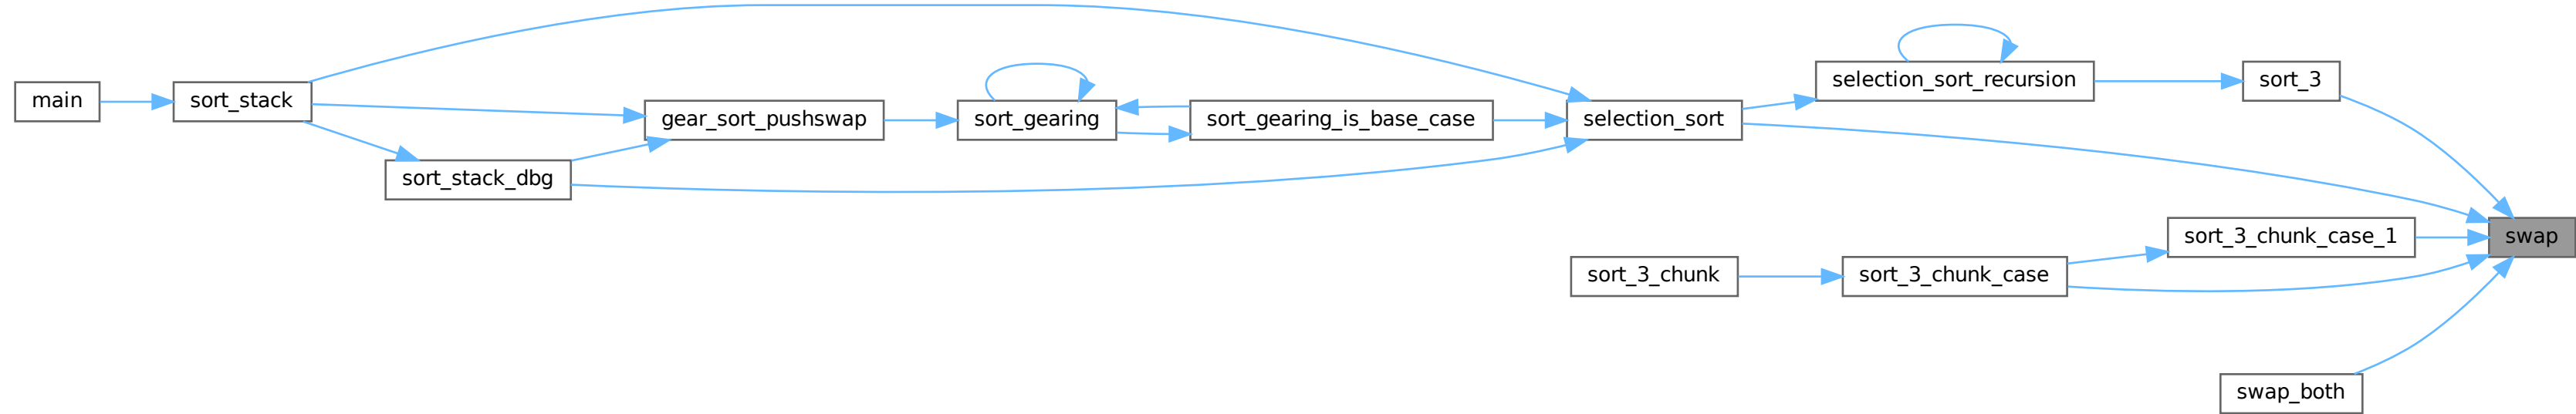 main
sort_stack
sort_stack_dbg
gear_sort_pushswap
sort_gearing
sort_gearing_is_base_case
selection_sort
selection_sort_recursion
sort_3
sort_3_chunk
sort_3_chunk_case
sort_3_chunk_case_1
swap
swap_both